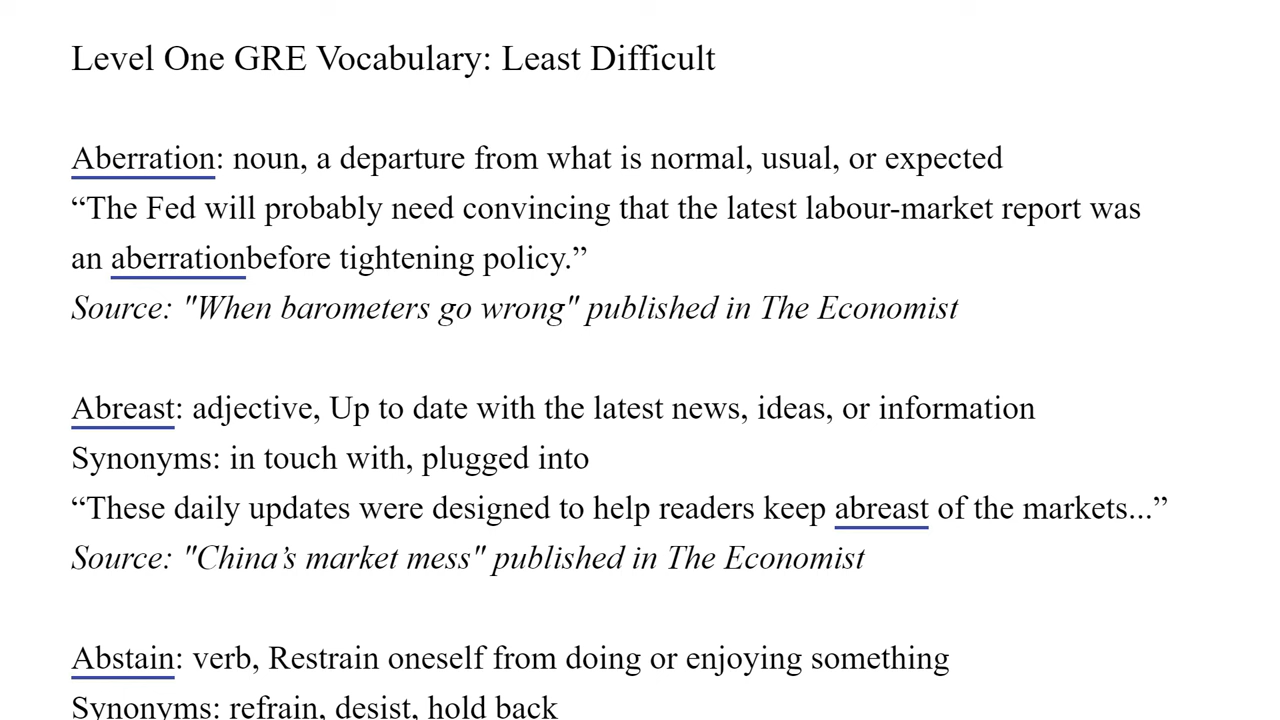 Level One GRE Vocabulary: Least Difficult
Aberration: noun, a departure from what is normal, usual, or expected
“The Fed will probably need convincing that the latest labour-market report was
an aberrationbefore tightening policy.”
Source: "When barometers go wrong" published in The Economist
Abreast: adjective, Up to date with the latest news, ideas, or information
Synonyms: in touch with, plugged into
“These daily updates were designed to help readers keep abreast of the markets...”
Source: "China’s market mess" published in The Economist
Abstain: verb, Restrain oneself from doing or enjoying something
Synonyms: refrain, desist, hold back